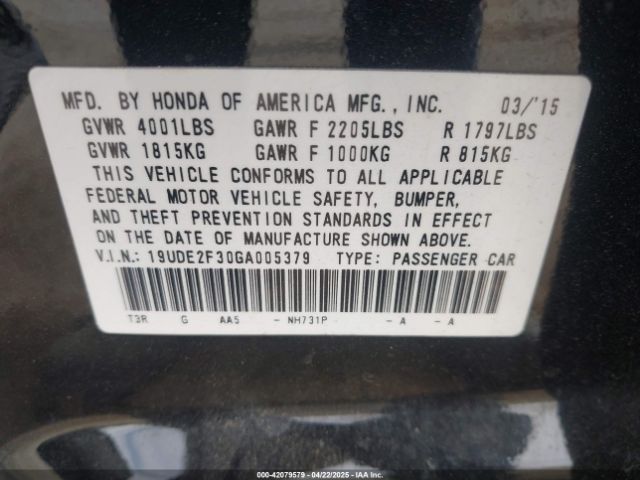 MFD. BY HONDA OF AMERICA MFG., INC. 03/'15
GVWR 4001LBS GAWR F 2205LBS R 1797LBS
GVWR 1815KG GAWR F 1000KG R 815KG
THIS VEHICLE CONFORMS TO ALL APPLICABLE
FEDERAL MOTOR VEHICLE SAFETY, BUMPER,
AND THEFT PREVENTION STANDARDS IN EFFECT
ON THE DATE OF MANUFACTURE SHOWN ABOVE.
V.I.N.: 19UDE2F30GA005379 TYPE: PASSENGER CAR
T3R G AA5 - NH731P - A - A
000-42079579 04/22/2025 IAA Inc.